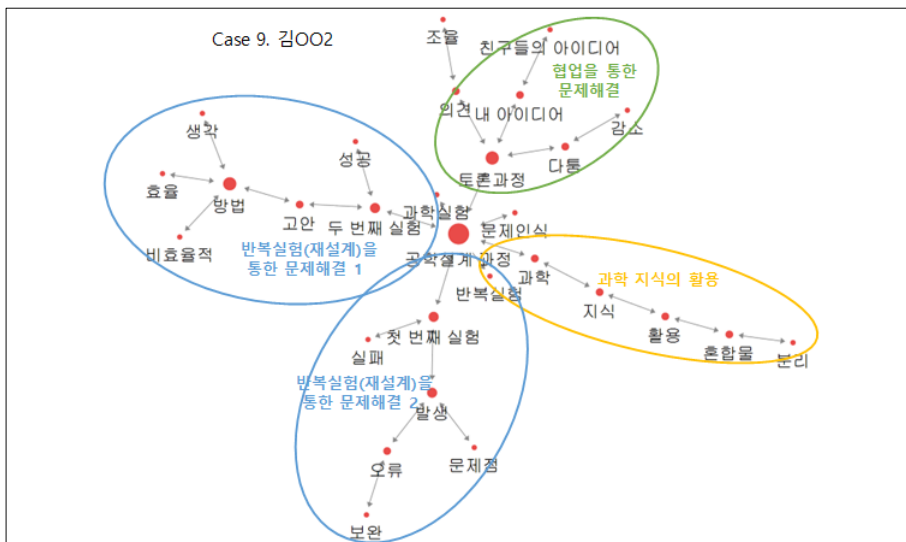 Case 9. 김OO2
조율
친구들의 아이디어
협업을 통한
문제해결
의견
내 아이디어
감소
토론과정
다툼
생각
성공
효율
방법
고안
두 번째 실험
비효율적
반복실험(재설계)을
통한 문제해결 1
과학실험
문제인식
공학설계 과정
과학
반복실험
과학 지식의 활용
지식
활용
혼합물
분리
첫 번째 실험
실패
반복실험(재설계)을
통한 문제해결 2
발생
오류
문제점
보완